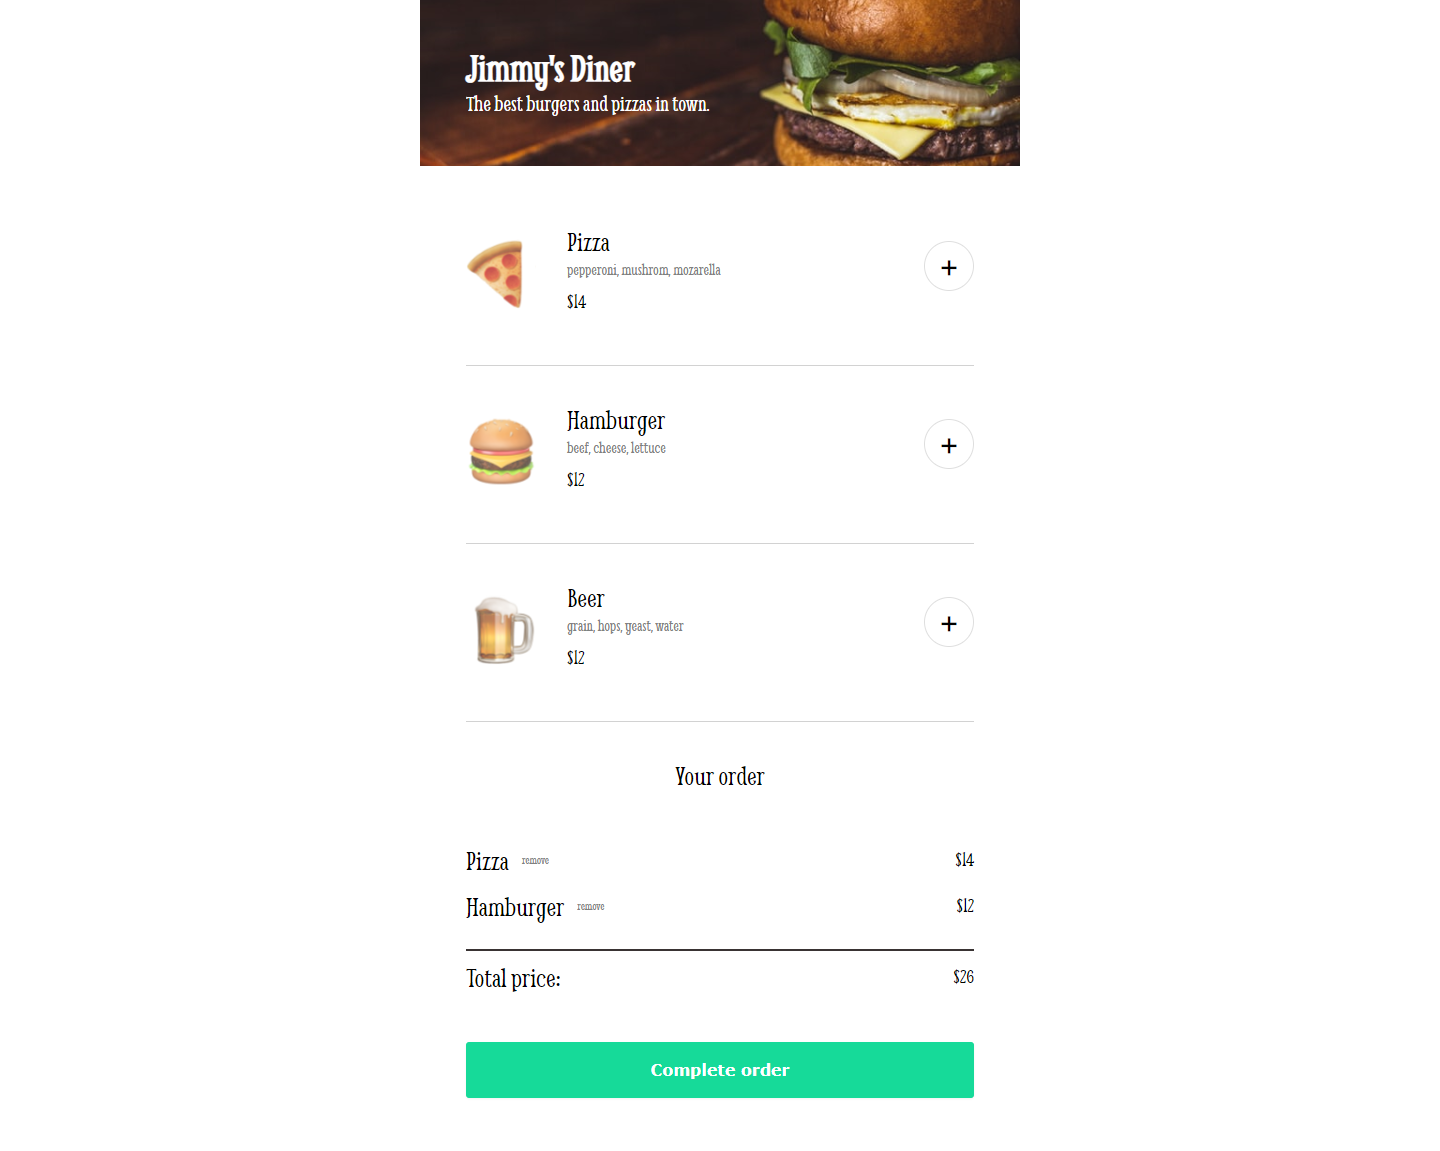 Jimmy's Diner
The best burgers and pizzas in town.
Pizza
pepperoni, mushrom, mozarella
$14
+
Hamburger
beef, cheese, lettuce
$12
+
Beer
grain, hops, yeast, water
$12
+
Your order
Pizza remove $14
Hamburger remove $12
Total price: $26
Complete order